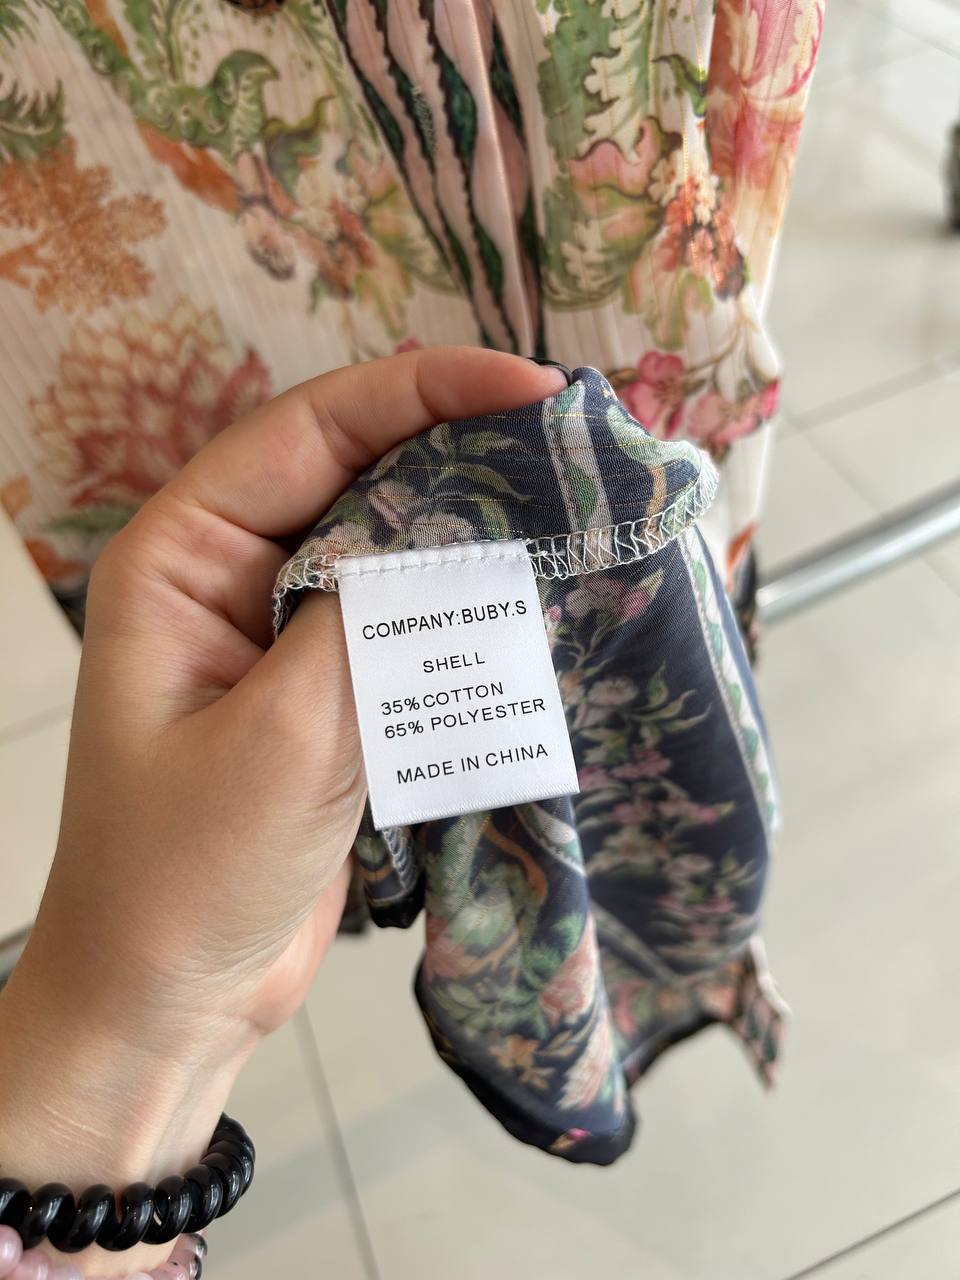 COMPANY:BUBY.S
SHELL
35%COTTON
65% POLYESTER
MADE IN CHINA